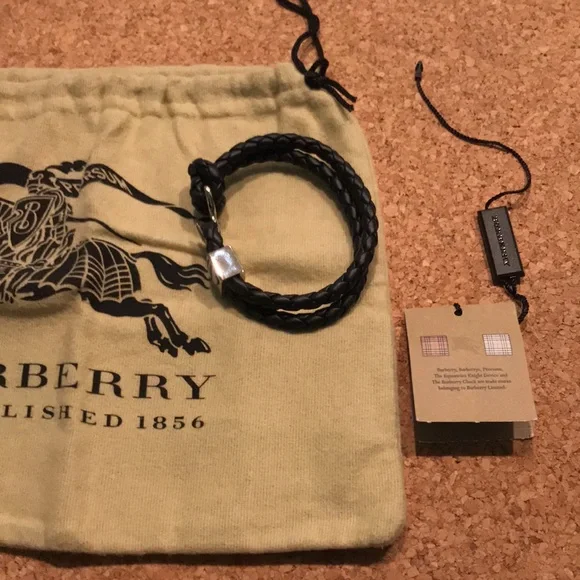 RBERRY
LISHED 1856
BURBERRY
Burberry, Burberrys, Prorsum,
The Equestrian Knight Device and
The Burberry Check are trade marks
belonging to Burberry Limited.